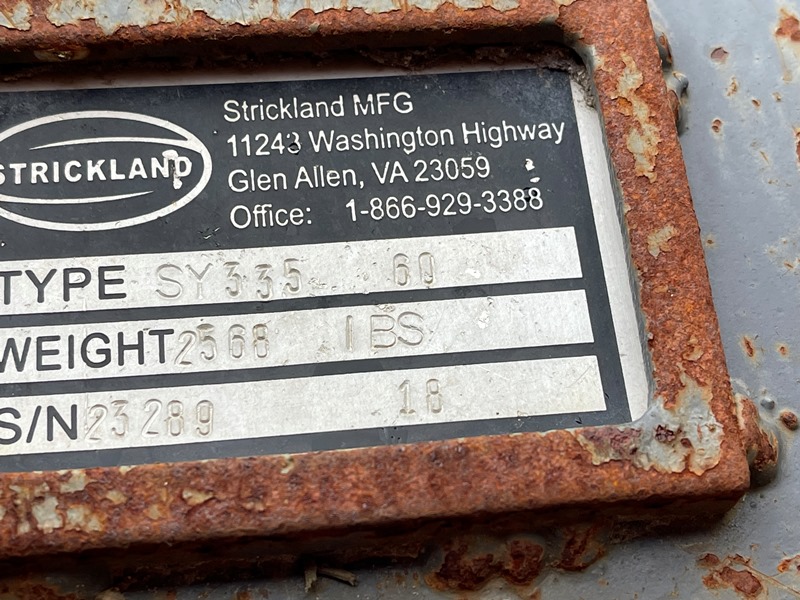 STRICKLAND
Strickland MFG
11243 Washington Highway
Glen Allen, VA 23059
Office: 1-866-929-3388
TYPE SY335 60
WEIGHT 2568 LBS
S/N 23289 18